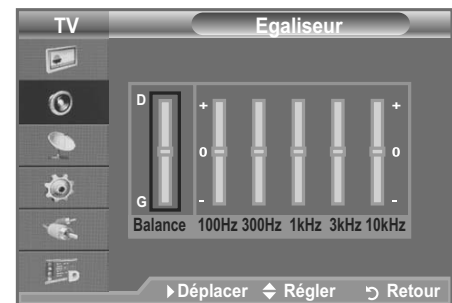 TV Egaliseur
D + +
0 0
G - -
Balance 100Hz 300Hz 1kHz 3kHz 10kHz
Déplacer Régler Retour